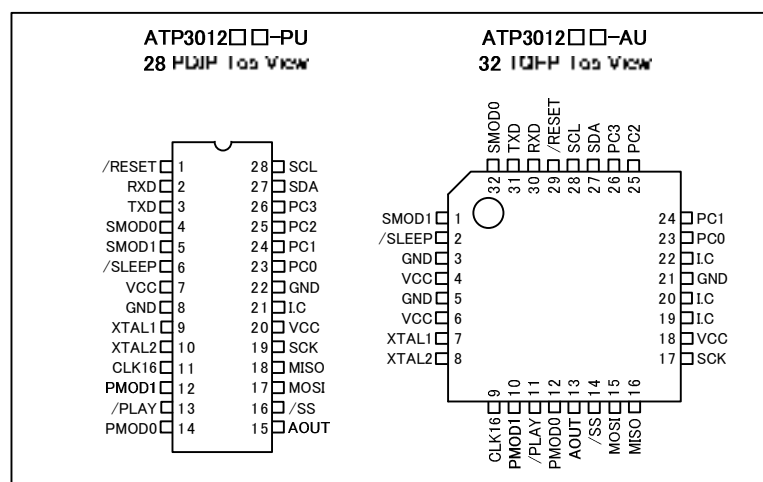 ATP3012□□-PU
28 PDIP Top View
/RESET 1 28 SCL
RXD 2 27 SDA
TXD 3 26 PC3
SMOD0 4 25 PC2
SMOD1 5 24 PC1
/SLEEP 6 23 PC0
VCC 7 22 GND
GND 8 21 I.C
XTAL1 9 20 VCC
XTAL2 10 19 SCK
CLK16 11 18 MISO
PMOD1 12 17 MOSI
/PLAY 13 16 /SS
PMOD0 14 15 AOUT
ATP3012□□-AU
32 TQFP Top View
SMOD0 TXD RXD /RESET SCL SDA PC3 PC2
32 31 30 29 28 27 26 25
SMOD1 1 24 PC1
/SLEEP 2 23 PC0
GND 3 22 I.C
VCC 4 21 GND
GND 5 20 I.C
VCC 6 19 I.C
XTAL1 7 18 VCC
XTAL2 8 17 SCK
9 10 11 12 13 14 15 16
CLK16 PMOD1 /PLAY PMOD0 AOUT /SS MOSI MISO